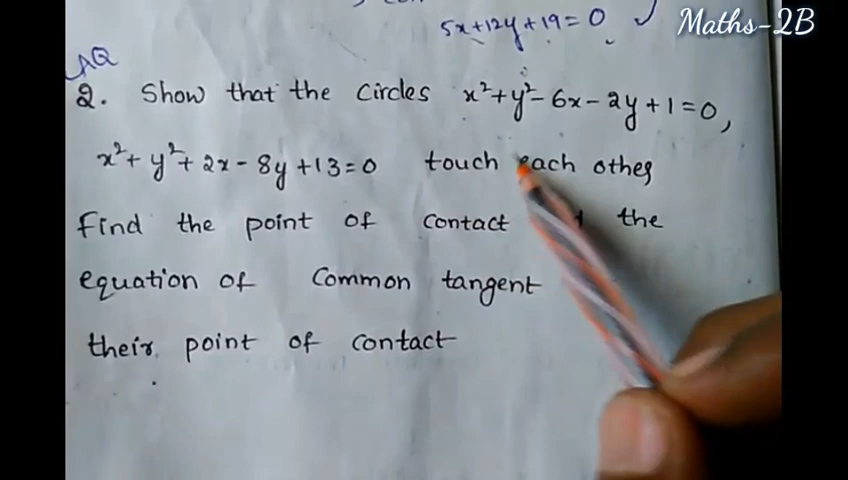 5x+12y+19=0 ✓
Maths-2B
AQ
2. Show that the circles x²+y²-6x-2y+1=0,
x²+y²+2x-8y+13=0 touch each other
Find the point of contact the
equation of common tangent
their point of contact